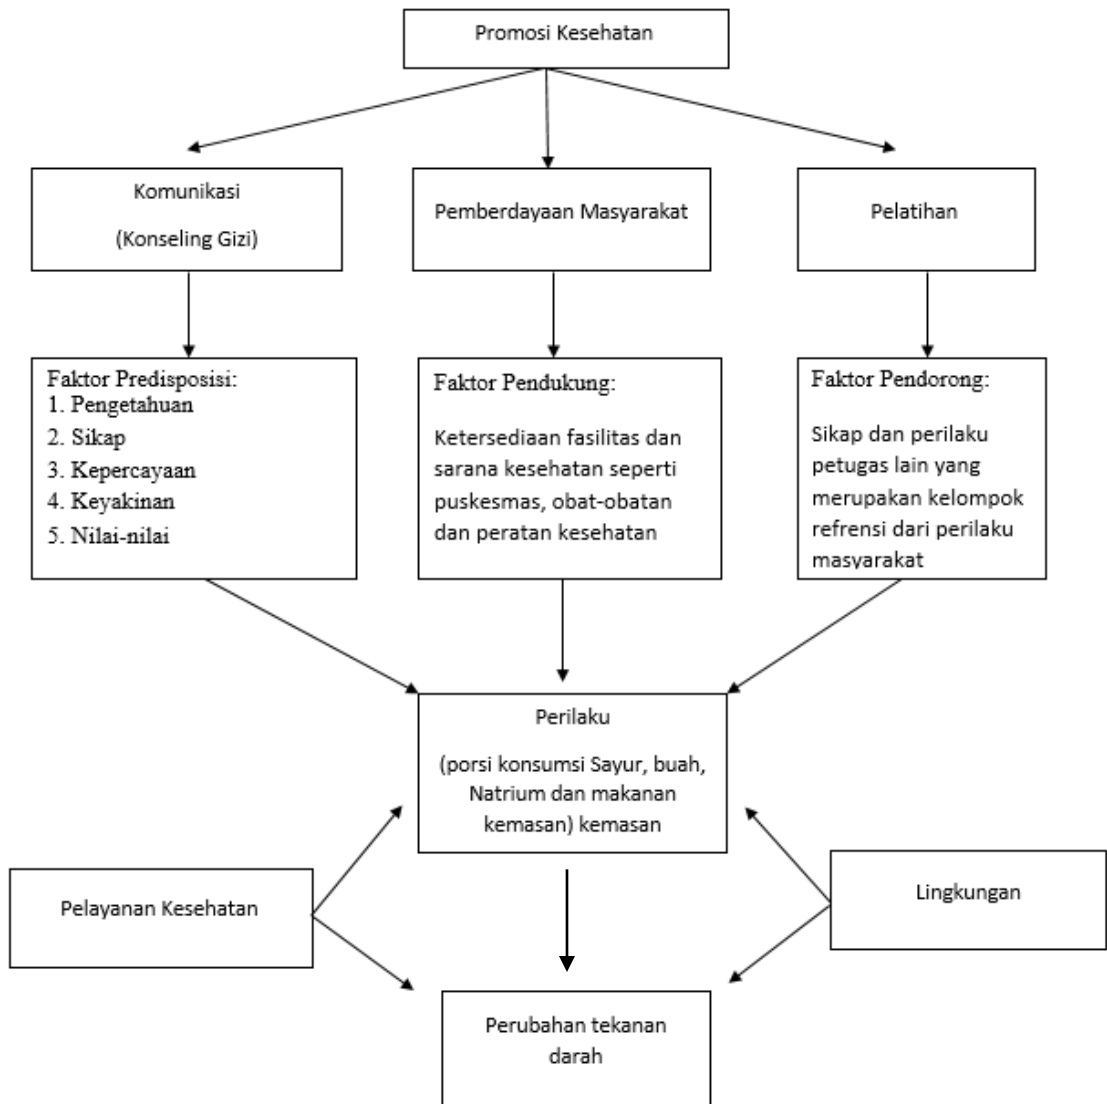 Promosi Kesehatan
Komunikasi
(Konseling Gizi)
Pemberdayaan Masyarakat
Pelatihan
Faktor Predisposisi:
1. Pengetahuan
2. Sikap
3. Kepercayaan
4. Keyakinan
5. Nilai-nilai
Faktor Pendukung:
Ketersediaan fasilitas dan
sarana kesehatan seperti
puskesmas, obat-obatan
dan peratan kesehatan
Faktor Pendorong:
Sikap dan perilaku
petugas lain yang
merupakan kelompok
refrensi dari perilaku
masyarakat
Perilaku
(porsi konsumsi Sayur, buah,
Natrium dan makanan
kemasan) kemasan
Pelayanan Kesehatan
Lingkungan
Perubahan tekanan
darah